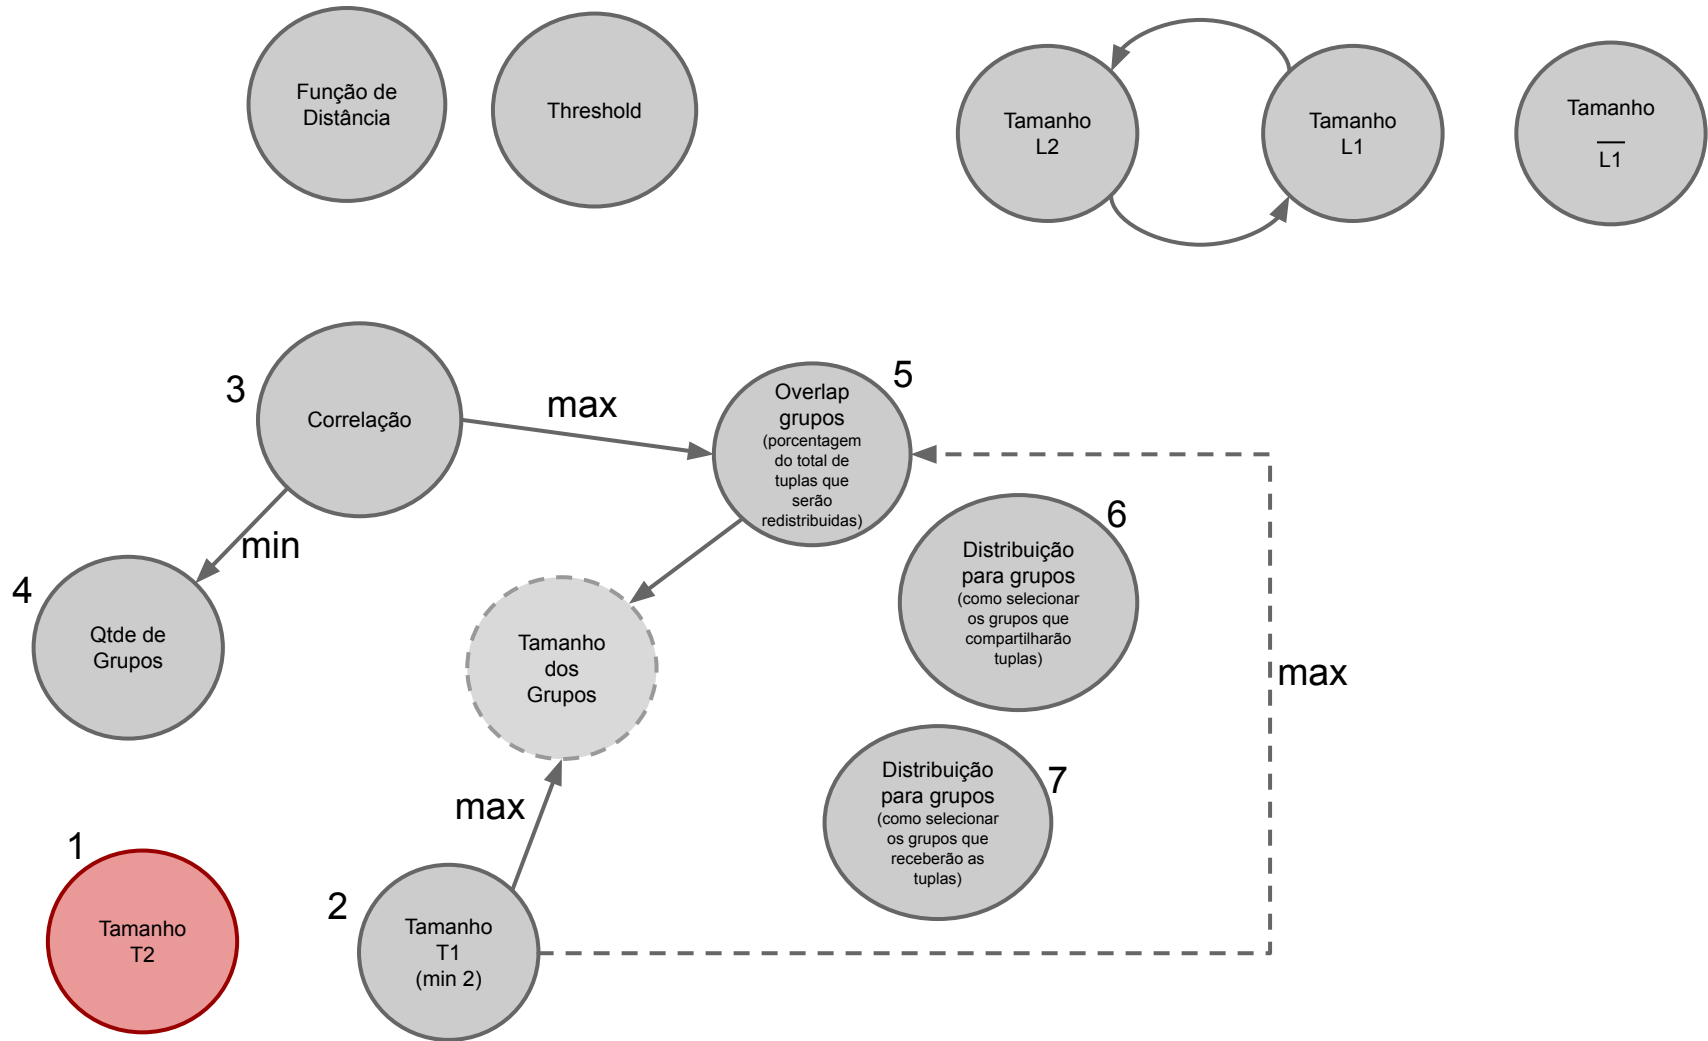 Função de
Distância
Threshold
Tamanho
L2
Tamanho
L1
Tamanho
L1
3
Correlação
max
5
Overlap
grupos
(porcentagem
do total de
tuplas que
serão
redistribuidas)
min
4
Qtde de
Grupos
6
Distribuição
para grupos
(como selecionar
os grupos que
compartilharão
tuplas)
Tamanho
dos
Grupos
max
7
Distribuição
para grupos
(como selecionar
os grupos que
receberão as
tuplas)
max
1
Tamanho
T2
2
Tamanho
T1
(min 2)